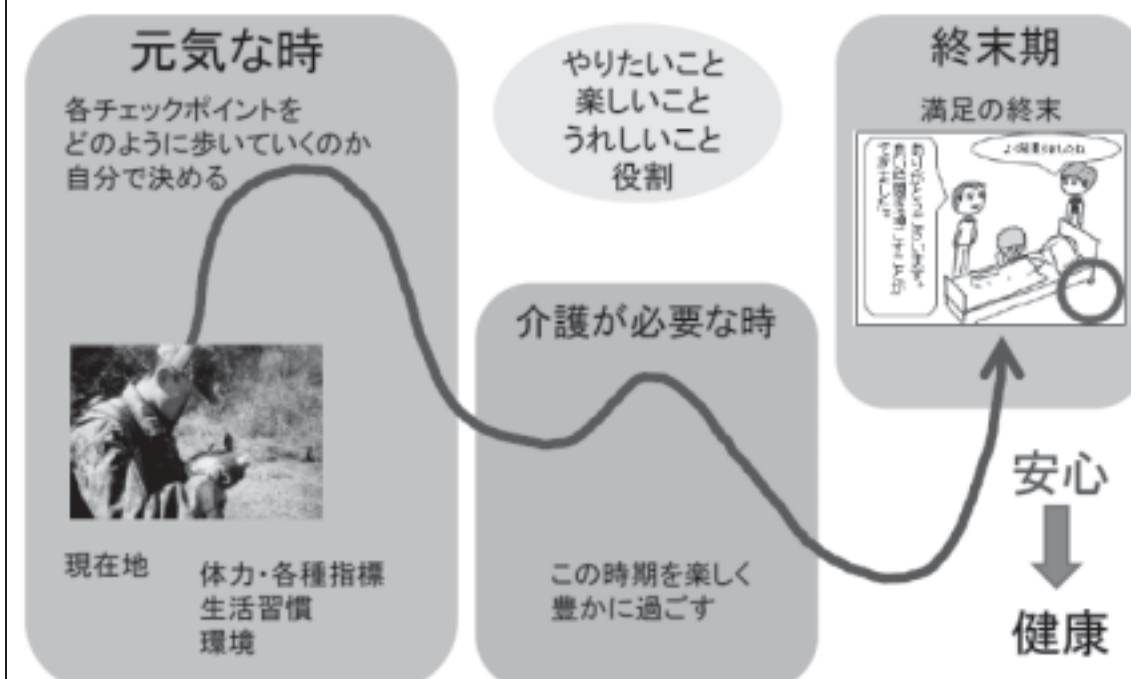 元気な時
各チェックポイントを
どのように歩いていくのか
自分で決める
現在地
体力・各種指標
生活習慣
環境
やりたいこと
楽しいこと
うれしいこと
役割
介護が必要な時
この時期を楽しく
豊かに過ごす
終末期
満足の終末
安心
健康